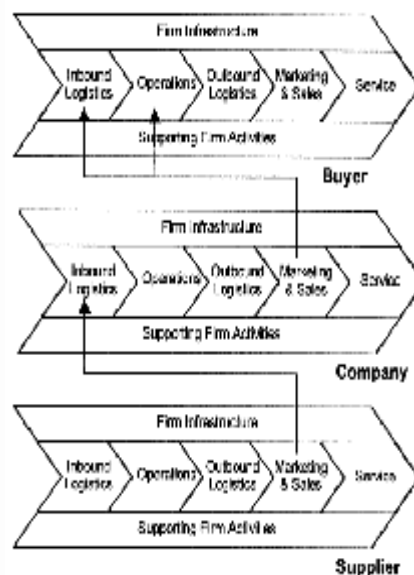 Firm Infrastructure
Inbound
Logistics
Operations
Outbound
Logistics
Marketing
& Sales
Service
Supporting Firm Activities
Buyer
Firm Infrastructure
Inbound
Logistics
Operations
Outbound
Logistics
Marketing
& Sales
Service
Supporting Firm Activities
Company
Firm Infrastructure
Inbound
Logistics
Operations
Outbound
Logistics
Marketing
& Sales
Service
Supporting Firm Activities
Supplier